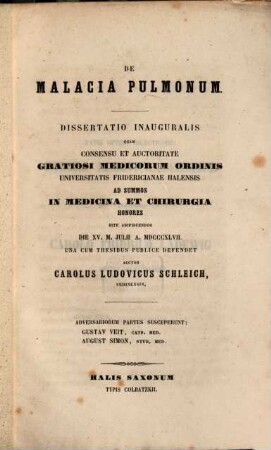 DE
MALACIA PULMONUM.
DISSERTATIO INAUGURALIS
QUAM
CONSENSU ET AUCTORITATE
GRATIOSI MEDICORUM ORDINIS
UNIVERSITATIS FRIDERICIANAE HALENSIS
AD SUMMOS
IN MEDICINA ET CHIRURGIA
HONORES
RITE CAPESSENDOS
DIE XV. M. JULII A. MDCCCXLVII.
UNA CUM THESIBUS PUBLICE DEFENDET
AUCTOR
CAROLUS LUDOVICUS SCHLEICH,
ADVERSARIORUM PARTES SUSCIPERENT:
GUSTAV VEIT, CAND. MED.
AUGUST SIMON, STUD. MED.
HALIS SAXONUM
TYPIS COLBATZKII.